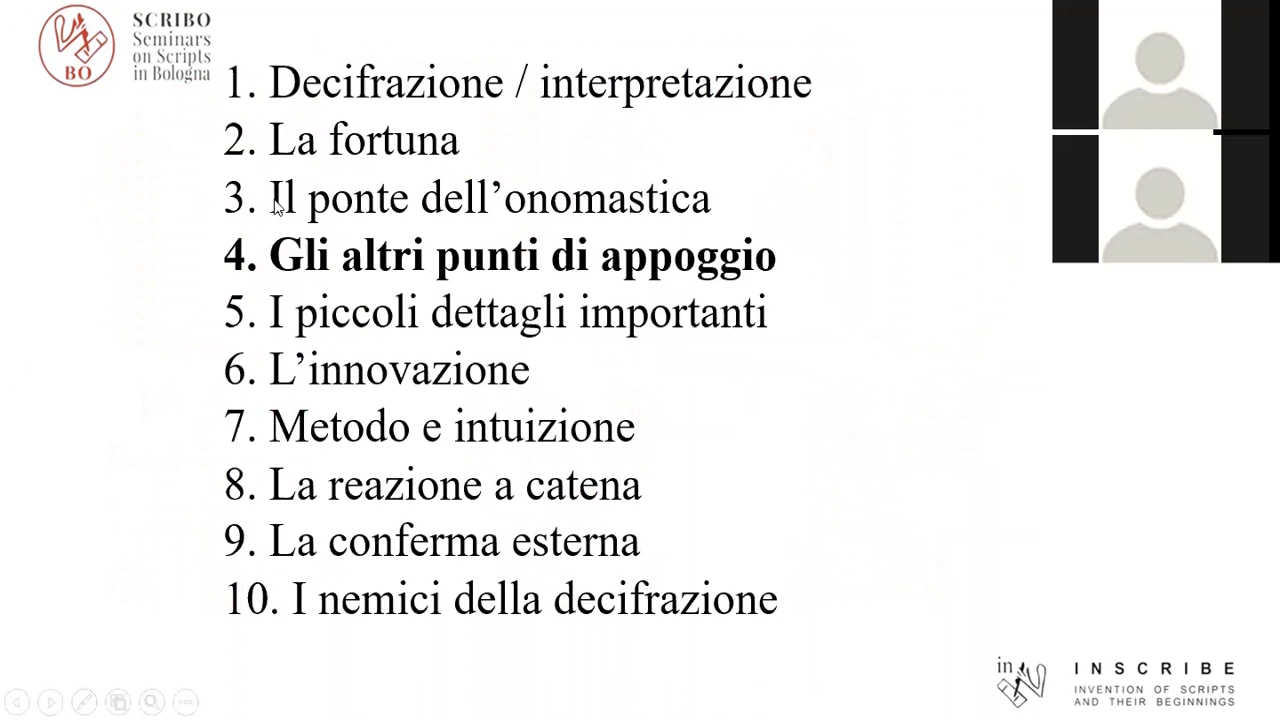 SCRIBO
Seminars
on Scripts
in Bologna
BO
1. Decifrazione / interpretazione
2. La fortuna
3. Il ponte dell’onomastica
4. Gli altri punti di appoggio
5. I piccoli dettagli importanti
6. L’innovazione
7. Metodo e intuizione
8. La reazione a catena
9. La conferma esterna
10. I nemici della decifrazione
in
INSCRIBE
INVENTION OF SCRIPTS
AND THEIR BEGINNINGS